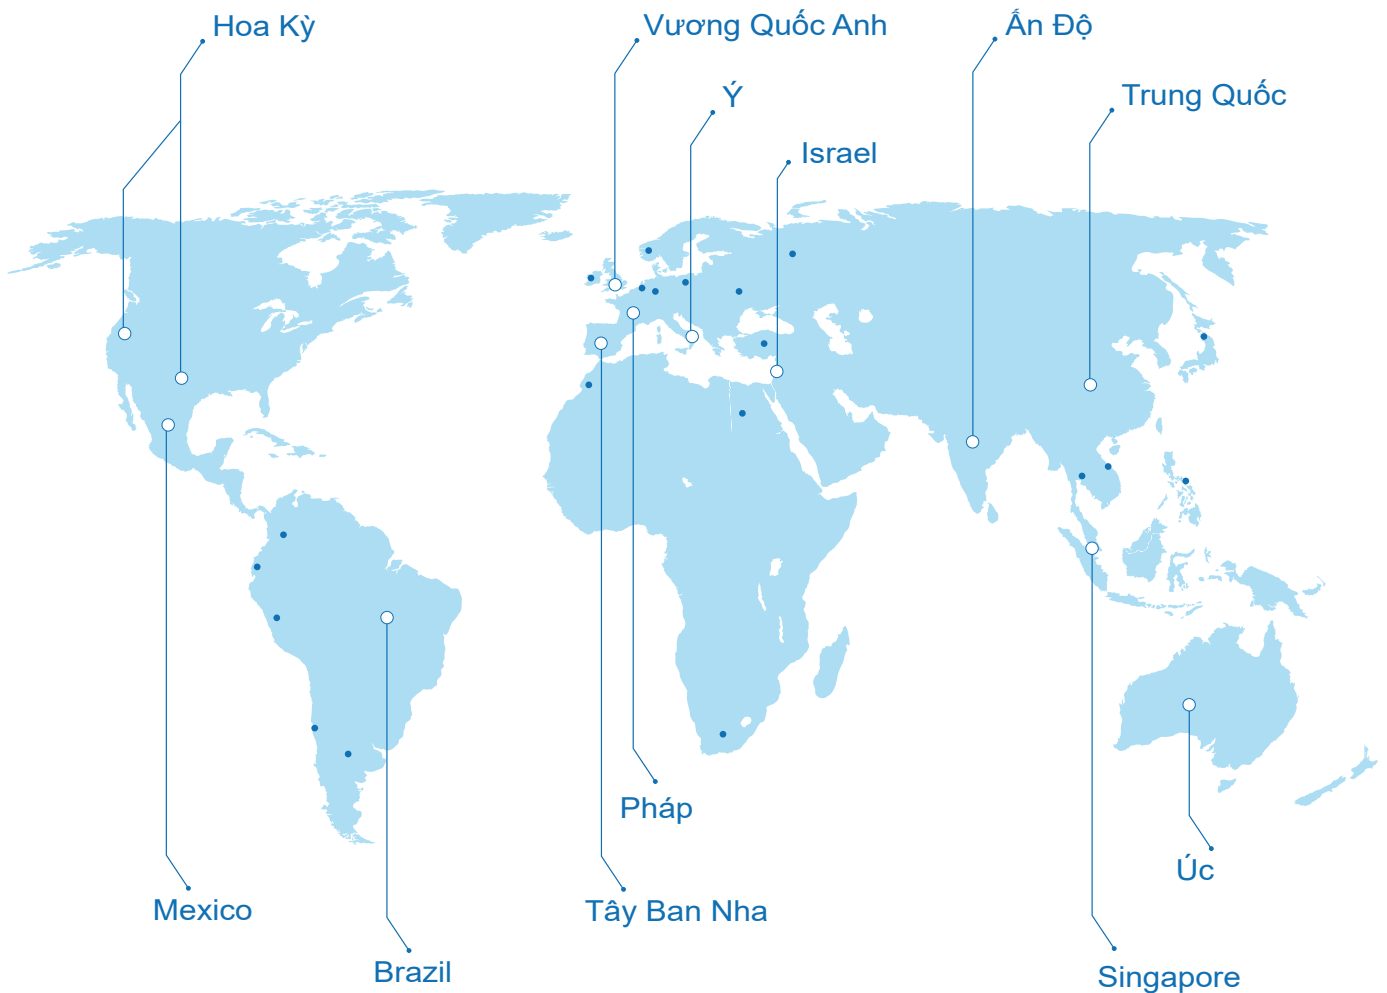 Hoa Kỳ
Vương Quốc Anh
Ấn Độ
Ý
Trung Quốc
Israel
Pháp
Úc
Mexico
Tây Ban Nha
Brazil
Singapore